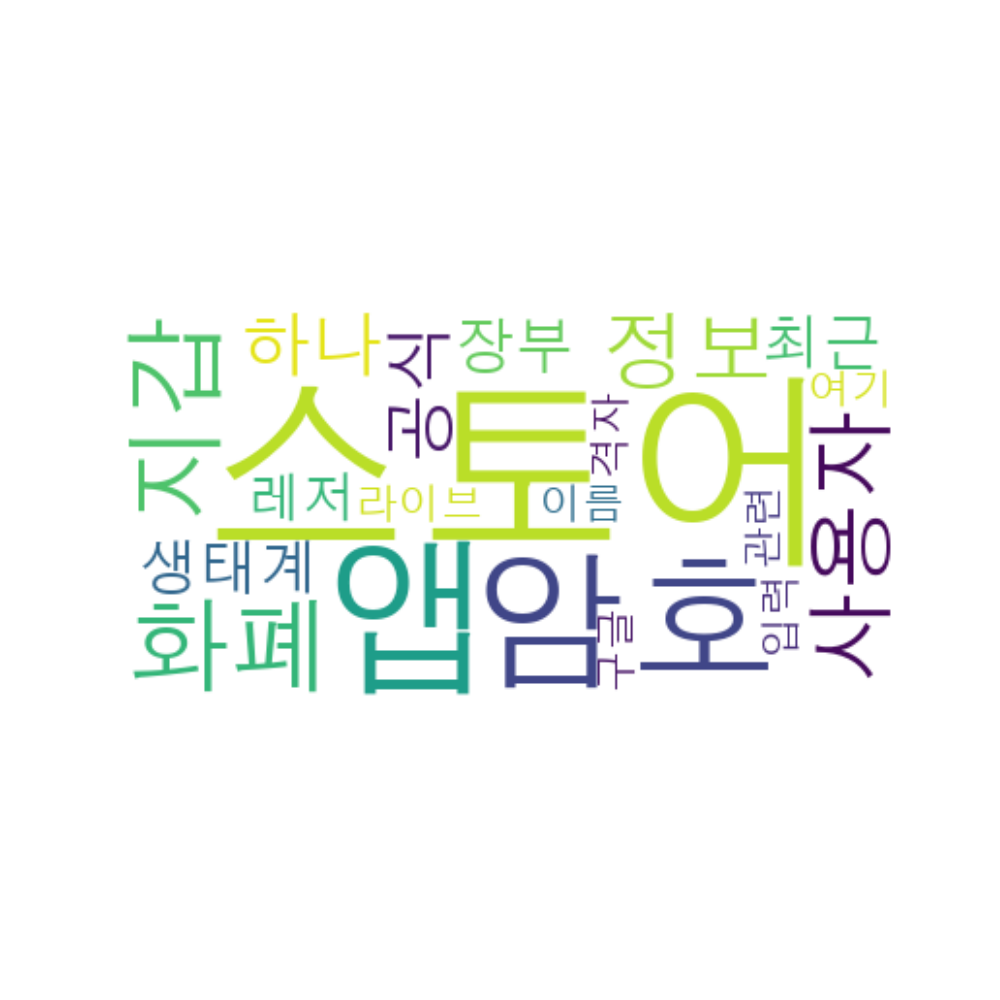 지갑
하나
공식
장부
정보
최근
스토어
격자
여기
사용자
레저
라이브
이름
관련
생태계
앱
암호
구글
입력
화폐